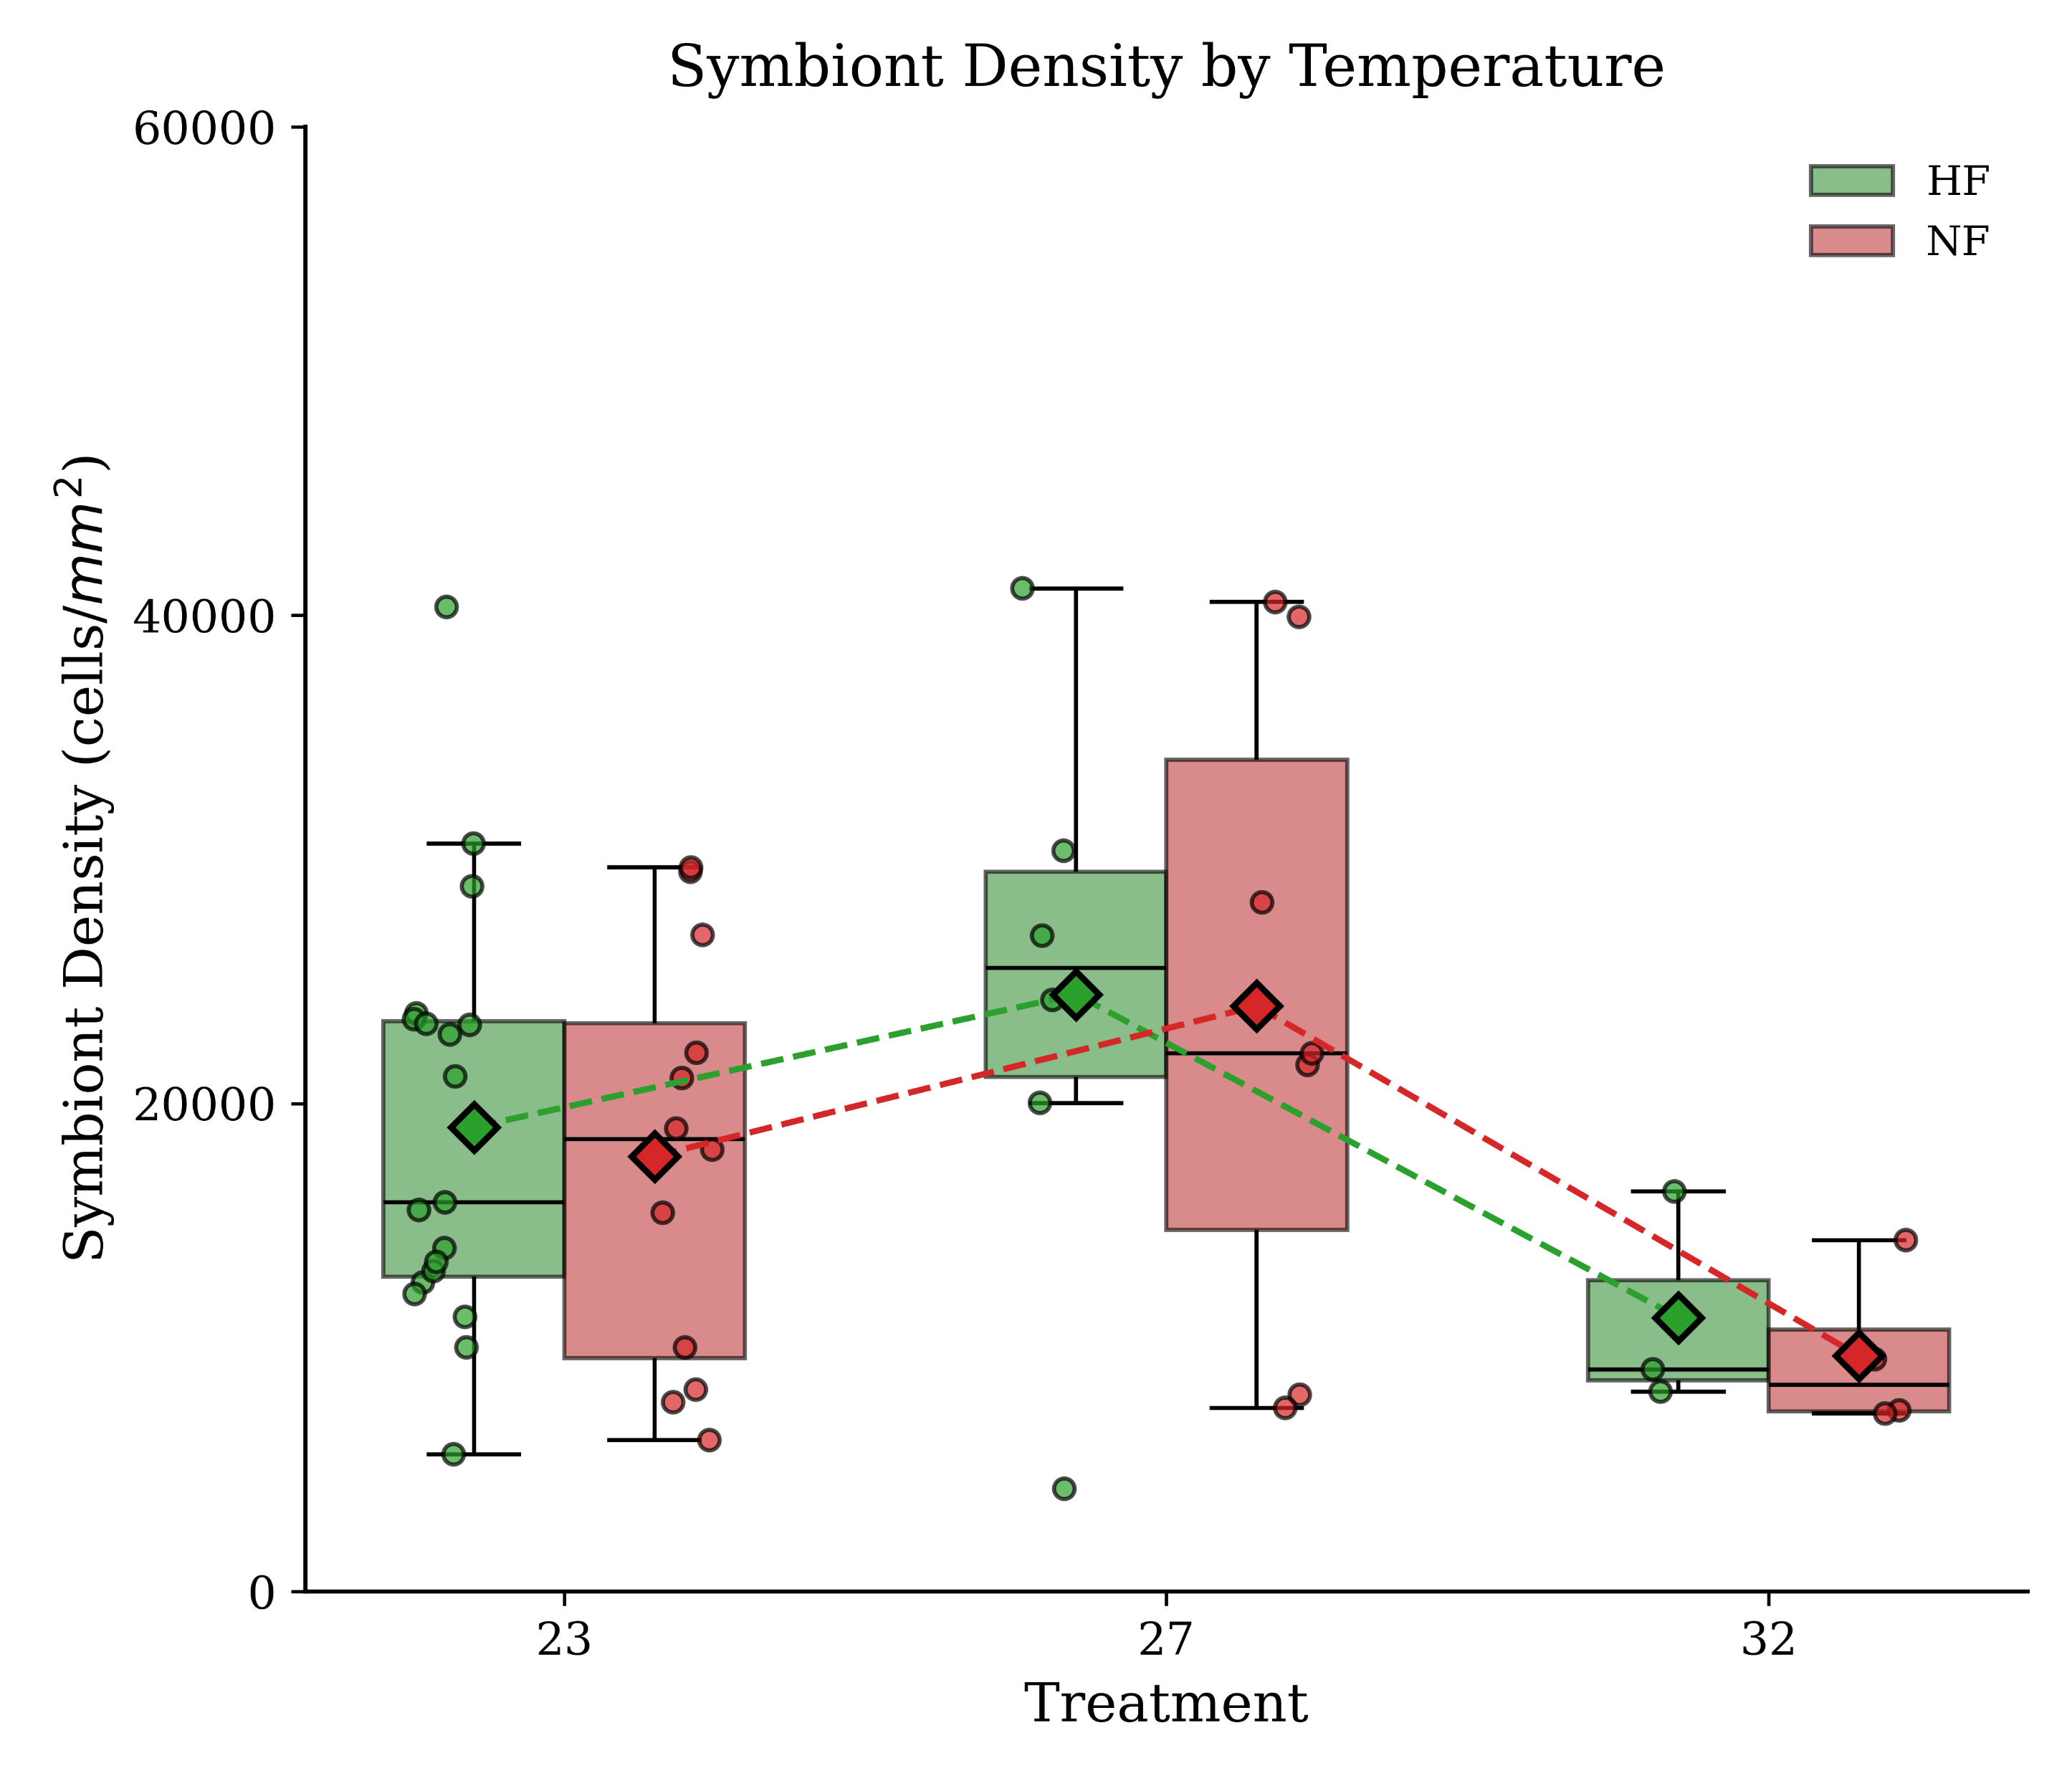 Symbiont Density by Temperature
60000
40000
20000
0
Symbiont Density (cells/mm²)
HF
NF
23
27
32
Treatment